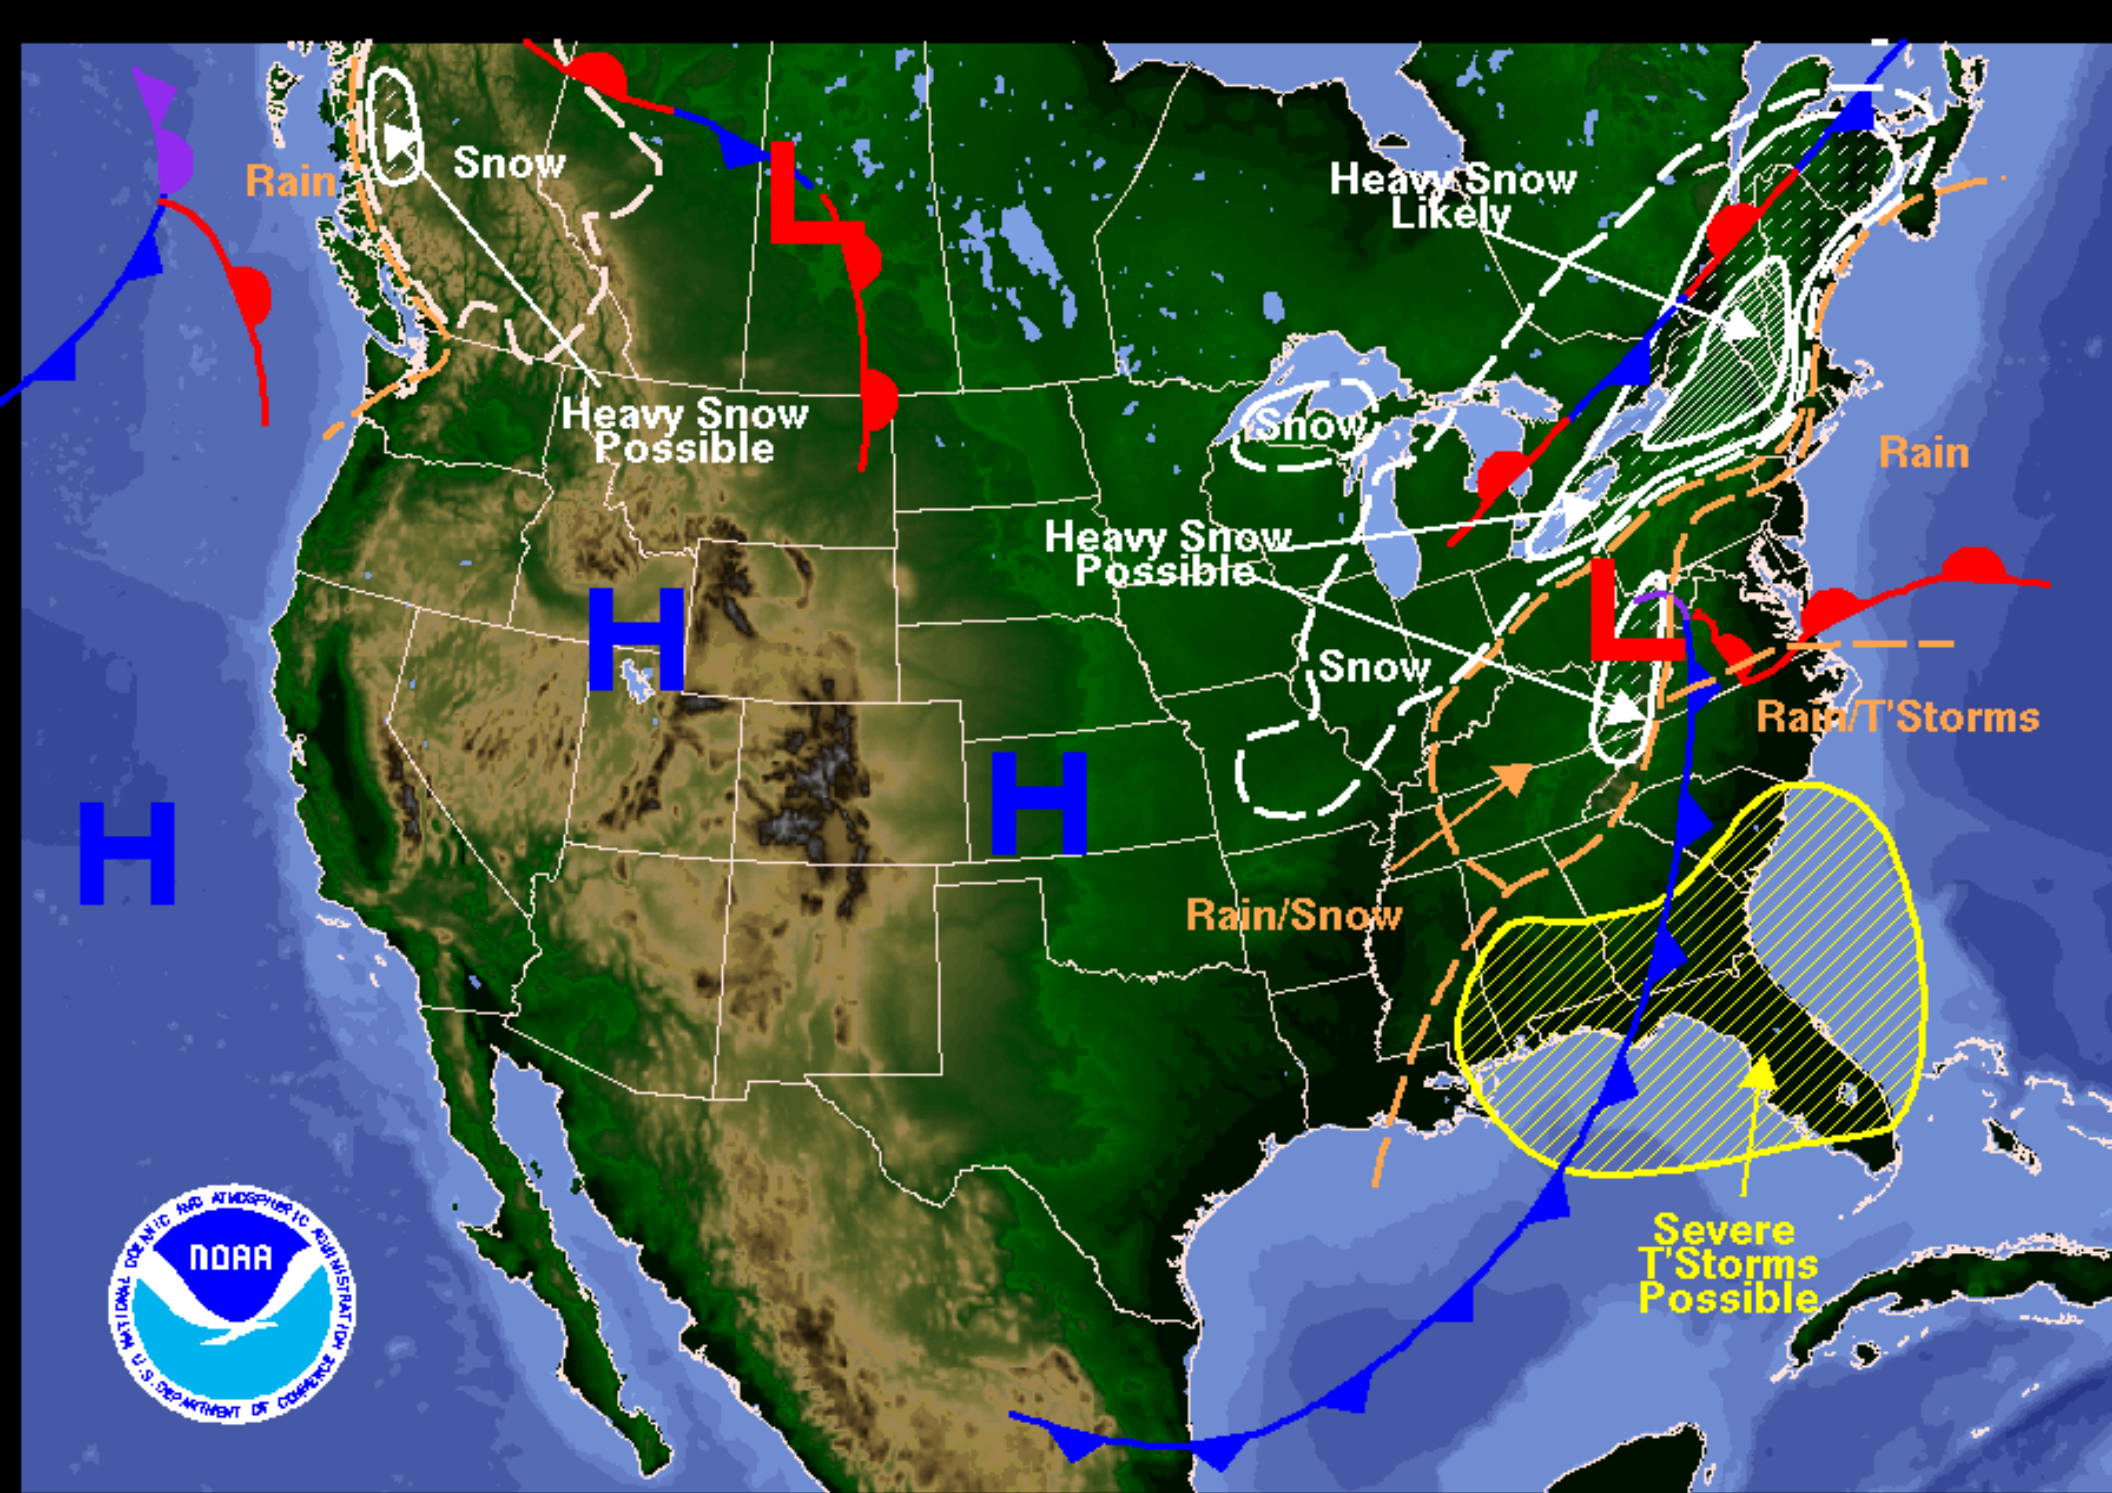 Rain
Snow
Heavy Snow
Likely
Heavy Snow
Possible
Snow
Rain
Heavy Snow
Possible
L
L
H
Snow
Rain/T'Storms
H
H
Rain/Snow
Severe
T'Storms
Possible
NATIONAL OCEANIC AND ATMOSPHERIC ADMINISTRATION
NOAA
U.S. DEPARTMENT OF COMMERCE